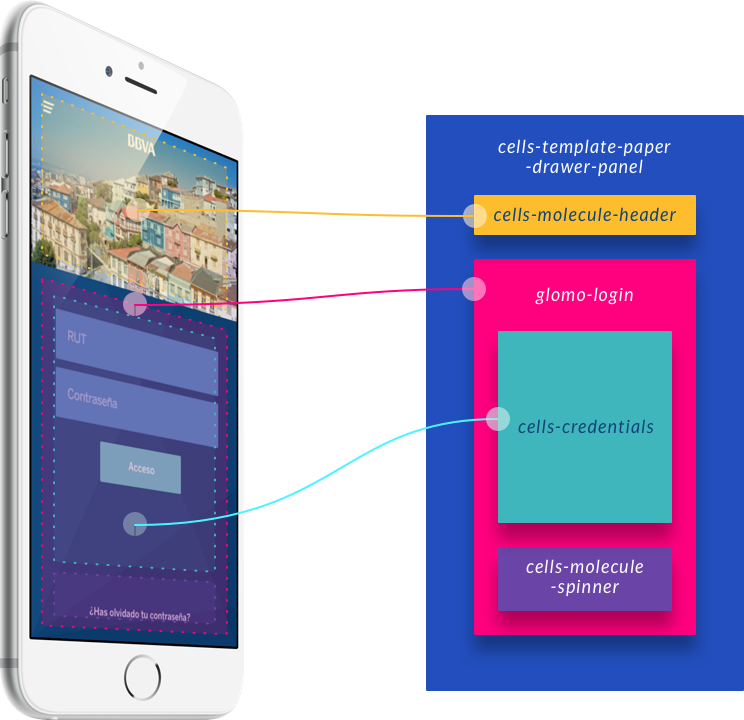 BBVA
RUT
Contraseña
Acceso
¿Has olvidado tu contraseña?
cells-template-paper
-drawer-panel
cells-molecule-header
glomo-login
cells-credentials
cells-molecule
-spinner